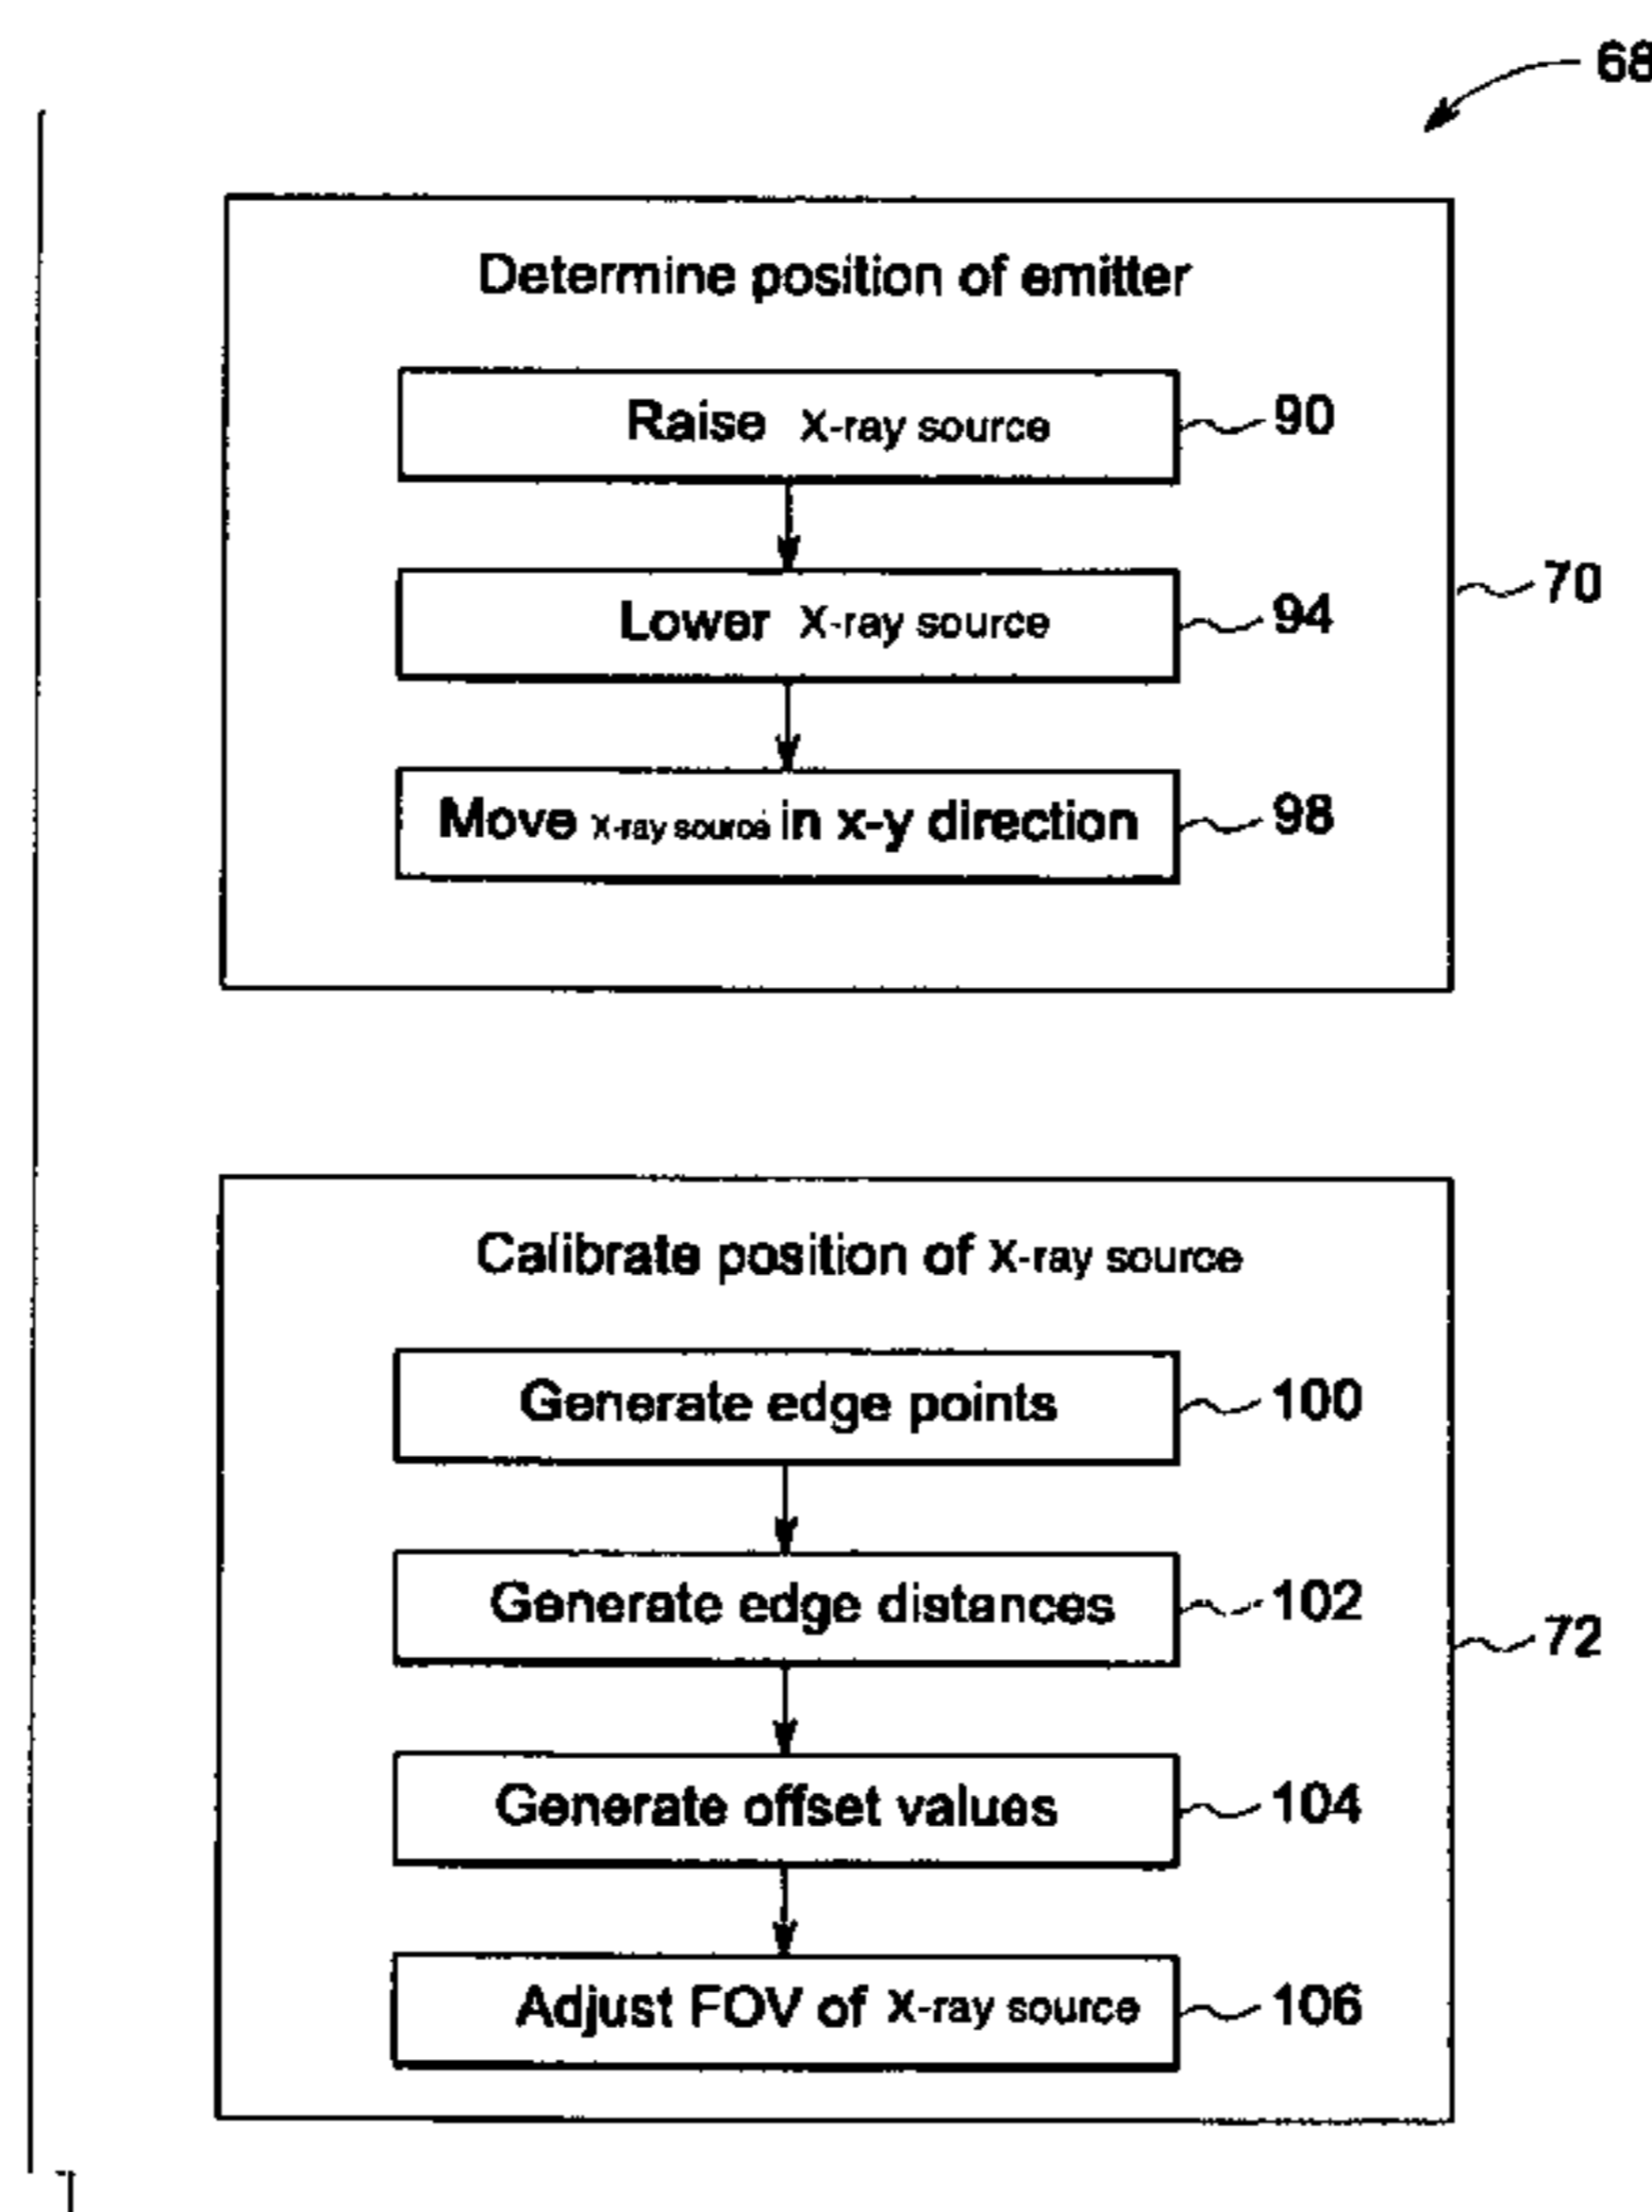 68
Determine position of emitter
Raise X-ray source
90
Lower X-ray source
94
70
Move X-ray source in x-y direction
98
Calibrate position of X-ray source
Generate edge points
100
Generate edge distances
102
72
Generate offset values
104
Adjust FOV of X-ray source
106